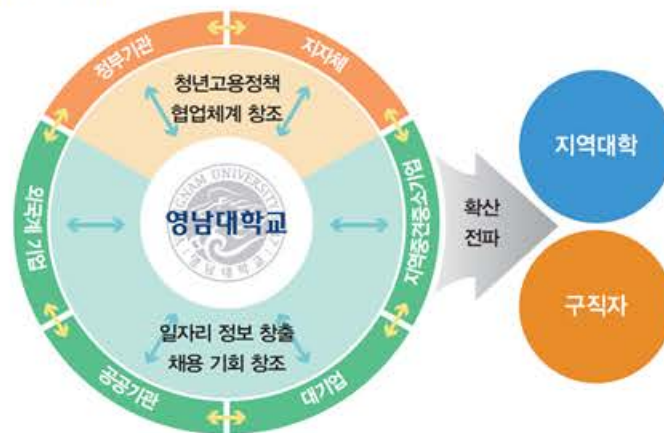 정부기관
지자체
청년고용정책
협업체계 창조
외국계 기업
영남대학교
지역중견중소기업
일자리 정보 창출
채용 기회 창조
공공기관
대기업
확산
전파
지역대학
구직자